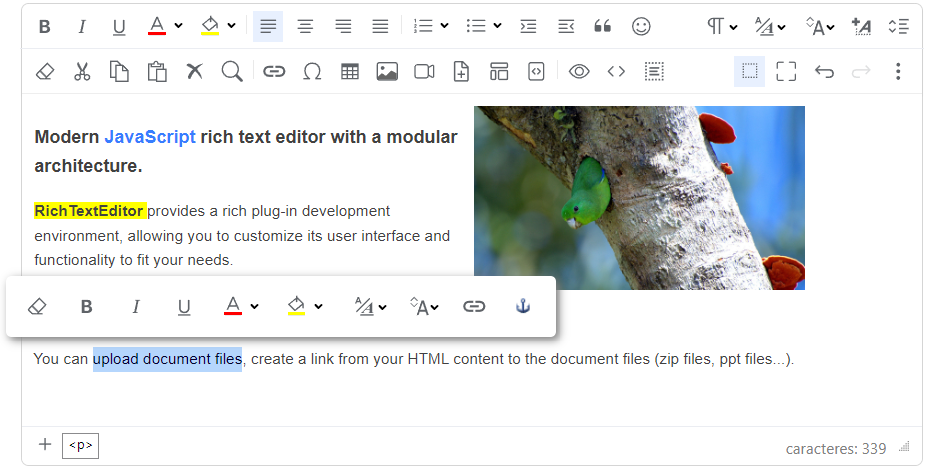 Modern JavaScript rich text editor with a modular
architecture.
RichTextEditor provides a rich plug-in development
environment, allowing you to customize its user interface and
functionality to fit your needs.
You can upload document files, create a link from your HTML content to the document files (zip files, ppt files...).
<p>
caracteres: 339